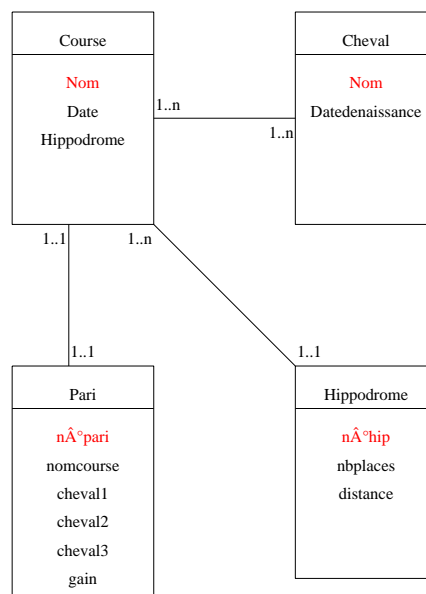 Course
Nom
Date
Hippodrome
Cheval
Nom
Datedenaissance
1..n
1..n
1..1
1..n
1..1
1..1
Pari
nÂ°pari
nomcourse
cheval1
cheval2
cheval3
gain
Hippodrome
nÂ°hip
nbplaces
distance